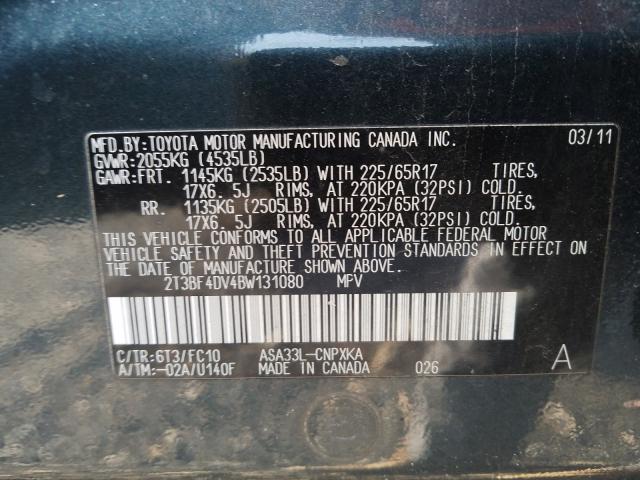 MFD.BY:TOYOTA MOTOR MANUFACTURING CANADA INC. 03/11
GVWR:2055KG (4535LB)
GAWR:FRT. 1145KG (2535LB) WITH 225/65R17 TIRES,
17X6. 5J RIMS, AT 220KPA (32PSI) COLD.
RR. 1135KG (2505LB) WITH 225/65R17 TIRES,
17X6. 5J RIMS, AT 220KPA (32PSI) COLD.
THIS VEHICLE CONFORMS TO ALL APPLICABLE FEDERAL MOTOR
VEHICLE SAFETY AND THEFT PREVENTION STANDARDS IN EFFECT ON
THE DATE OF MANUFACTURE SHOWN ABOVE.
2T3BF4DV4BW131080 MPV
C/TR:6T3/FC10 ASA33L-CNPXKA A
A/TM:-02A/U140F MADE IN CANADA 026